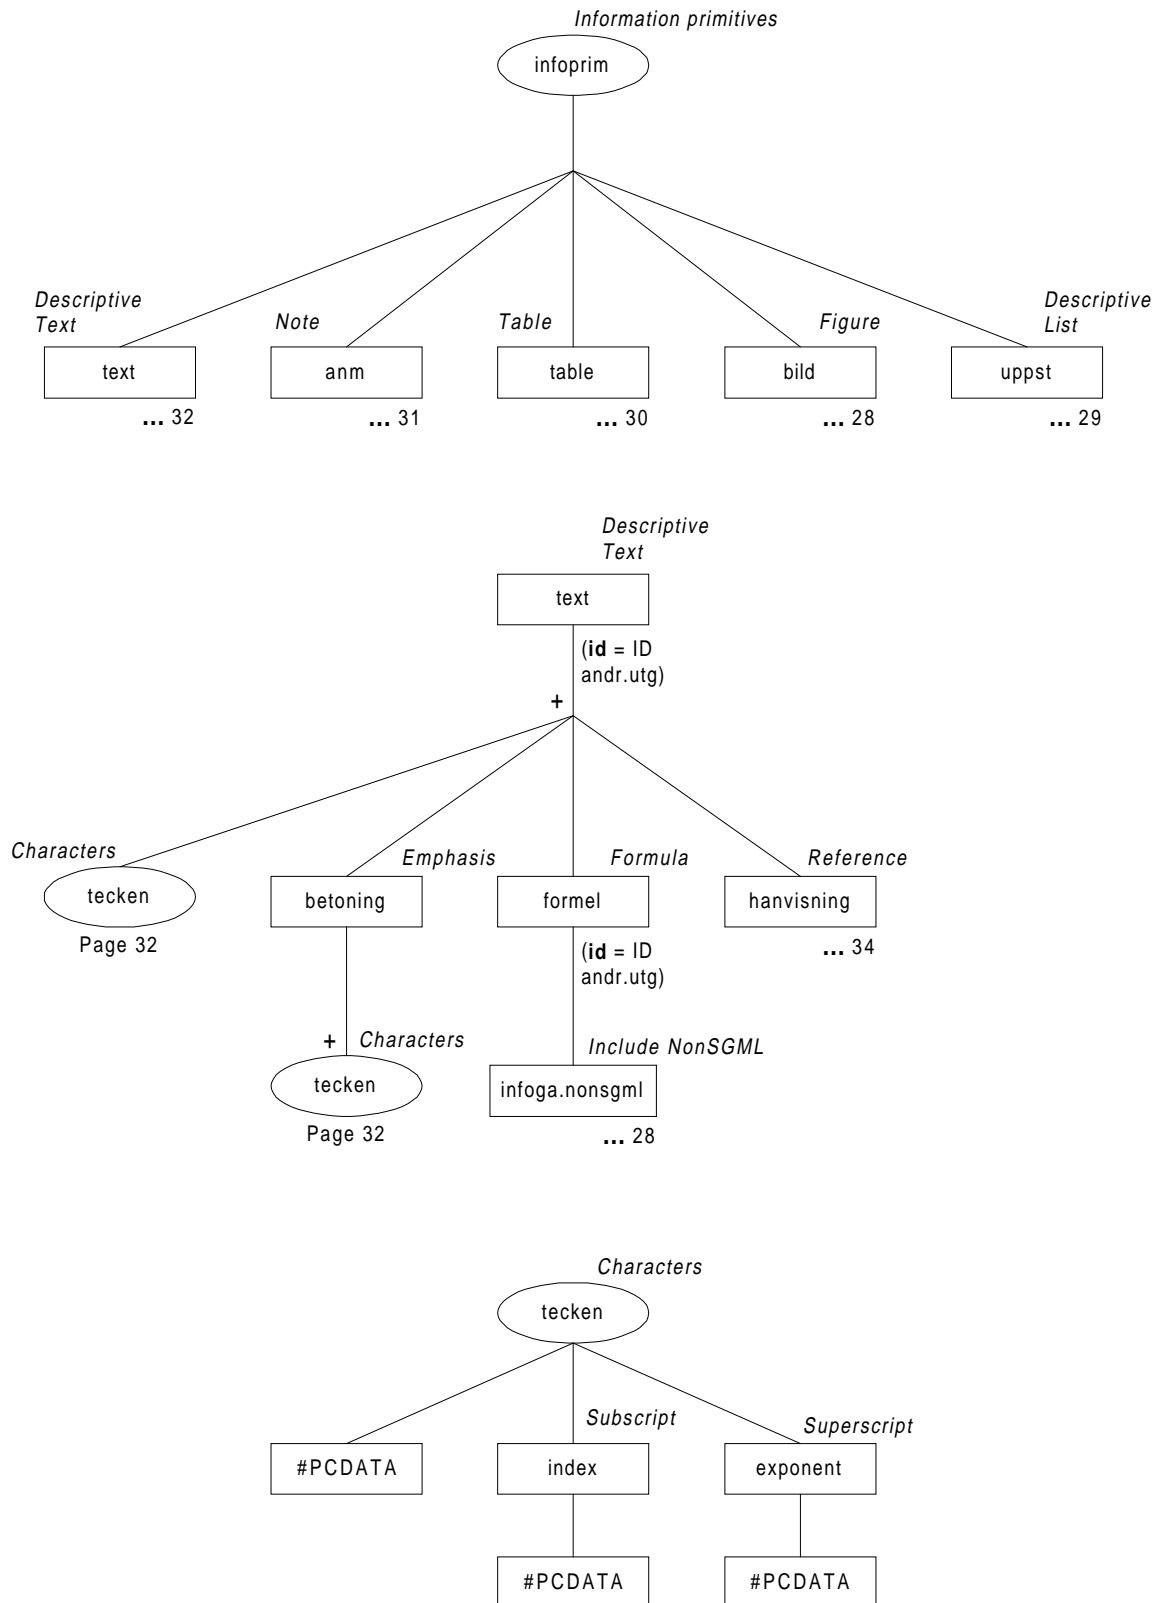 Information primitives
infoprim
Descriptive
Text
Note
Table
Figure
Descriptive
List
text
anm
table
bild
uppst
... 32
... 31
... 30
... 28
... 29
Descriptive
Text
text
(id = ID
andr.utg)
+
Characters
Emphasis
Formula
Reference
tecken
betoning
formel
hanvisning
Page 32
(id = ID
andr.utg)
... 34
+ Characters
Include NonSGML
tecken
infoga.nonsgml
Page 32
... 28
Characters
tecken
Subscript
Superscript
#PCDATA
index
exponent
#PCDATA
#PCDATA